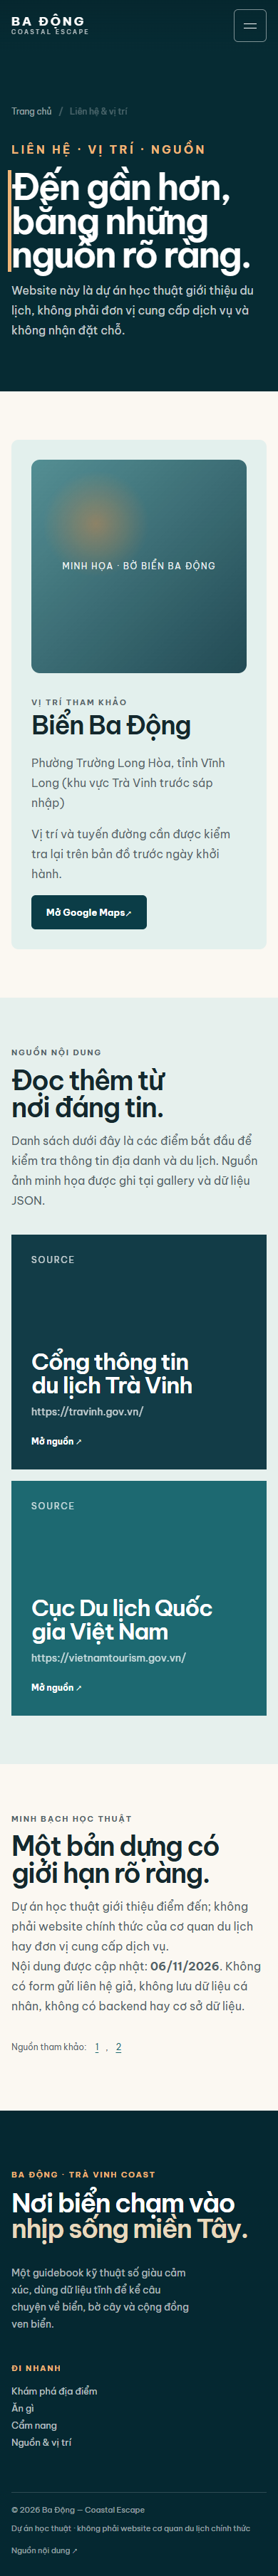 BA ĐỘNG
COASTAL ESCAPE
Trang chủ / Liên hệ & vị trí
LIÊN HỆ · VỊ TRÍ · NGUỒN
Đến gần hơn,
bằng những
nguồn rõ ràng.
Website này là dự án học thuật giới thiệu du
lịch, không phải đơn vị cung cấp dịch vụ và
không nhận đặt chỗ.
MINH HỌA · BỜ BIỂN BA ĐỘNG
VỊ TRÍ THAM KHẢO
Biển Ba Động
Phường Trường Long Hòa, tỉnh Vĩnh
Long (khu vực Trà Vinh trước sáp
nhập)
Vị trí và tuyến đường cần được kiểm
tra lại trên bản đồ trước ngày khởi
hành.
Mở Google Maps↗
NGUỒN NỘI DUNG
Đọc thêm từ
nơi đáng tin.
Danh sách dưới đây là các điểm bắt đầu để
kiểm tra thông tin địa danh và du lịch. Nguồn
ảnh minh họa được ghi tại gallery và dữ liệu
JSON.
SOURCE
Cổng thông tin
du lịch Trà Vinh
https://travinh.gov.vn/
Mở nguồn ↗
SOURCE
Cục Du lịch Quốc
gia Việt Nam
https://vietnamtourism.gov.vn/
Mở nguồn ↗
MINH BẠCH HỌC THUẬT
Một bản dựng có
giới hạn rõ ràng.
Dự án học thuật giới thiệu điểm đến; không
phải website chính thức của cơ quan du lịch
hay đơn vị cung cấp dịch vụ.
Nội dung được cập nhật: 06/11/2026. Không
có form gửi liên hệ giả, không lưu dữ liệu cá
nhân, không có backend hay cơ sở dữ liệu.
Nguồn tham khảo: 1 , 2
BA ĐỘNG · TRÀ VINH COAST
Nơi biển chạm vào
nhịp sống miền Tây.
Một guidebook kỹ thuật số giàu cảm
xúc, dùng dữ liệu tĩnh để kể câu
chuyện về biển, bờ cây và cộng đồng
ven biển.
ĐI NHANH
Khám phá địa điểm
Ăn gì
Cẩm nang
Nguồn & vị trí
© 2026 Ba Động — Coastal Escape
Dự án học thuật · không phải website cơ quan du lịch chính thức
Nguồn nội dung ↗